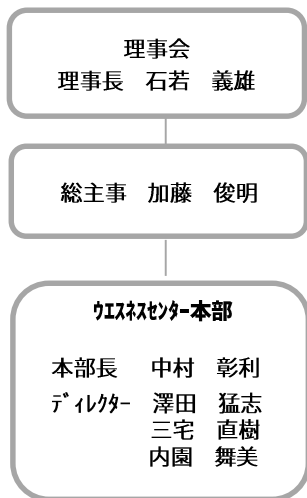 理事会
理事長　石若　義雄
総主事　加藤　俊明
ｳｴｽﾈｽｾﾝﾀｰ本部
本部長　中村　彰利
ﾃﾞｨﾚｸﾀｰ　澤田　猛志
三宅　直樹
内園　舞美